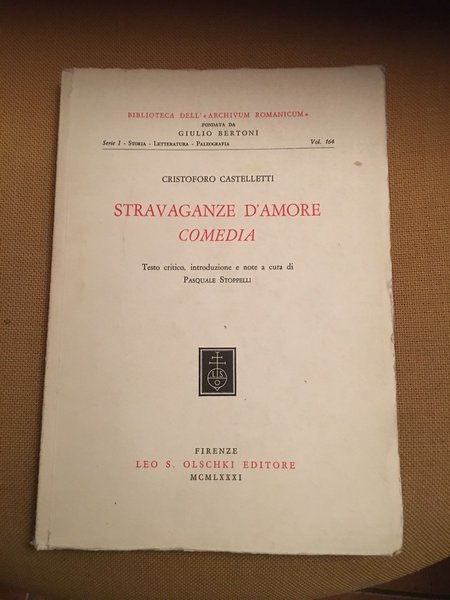 BIBLIOTECA DELL'«ARCHIVUM ROMANICUM»
FONDATA DA
GIULIO BERTONI
Serie I - STORIA - LETTERATURA - PALEOGRAFIA Vol. 164
CRISTOFORO CASTELLETTI
STRAVAGANZE D'AMORE
COMEDIA
Testo critico, introduzione e note a cura di
PASQUALE STOPPELLI
L S
O
FIRENZE
LEO S. OLSCHKI EDITORE
MCMLXXXI